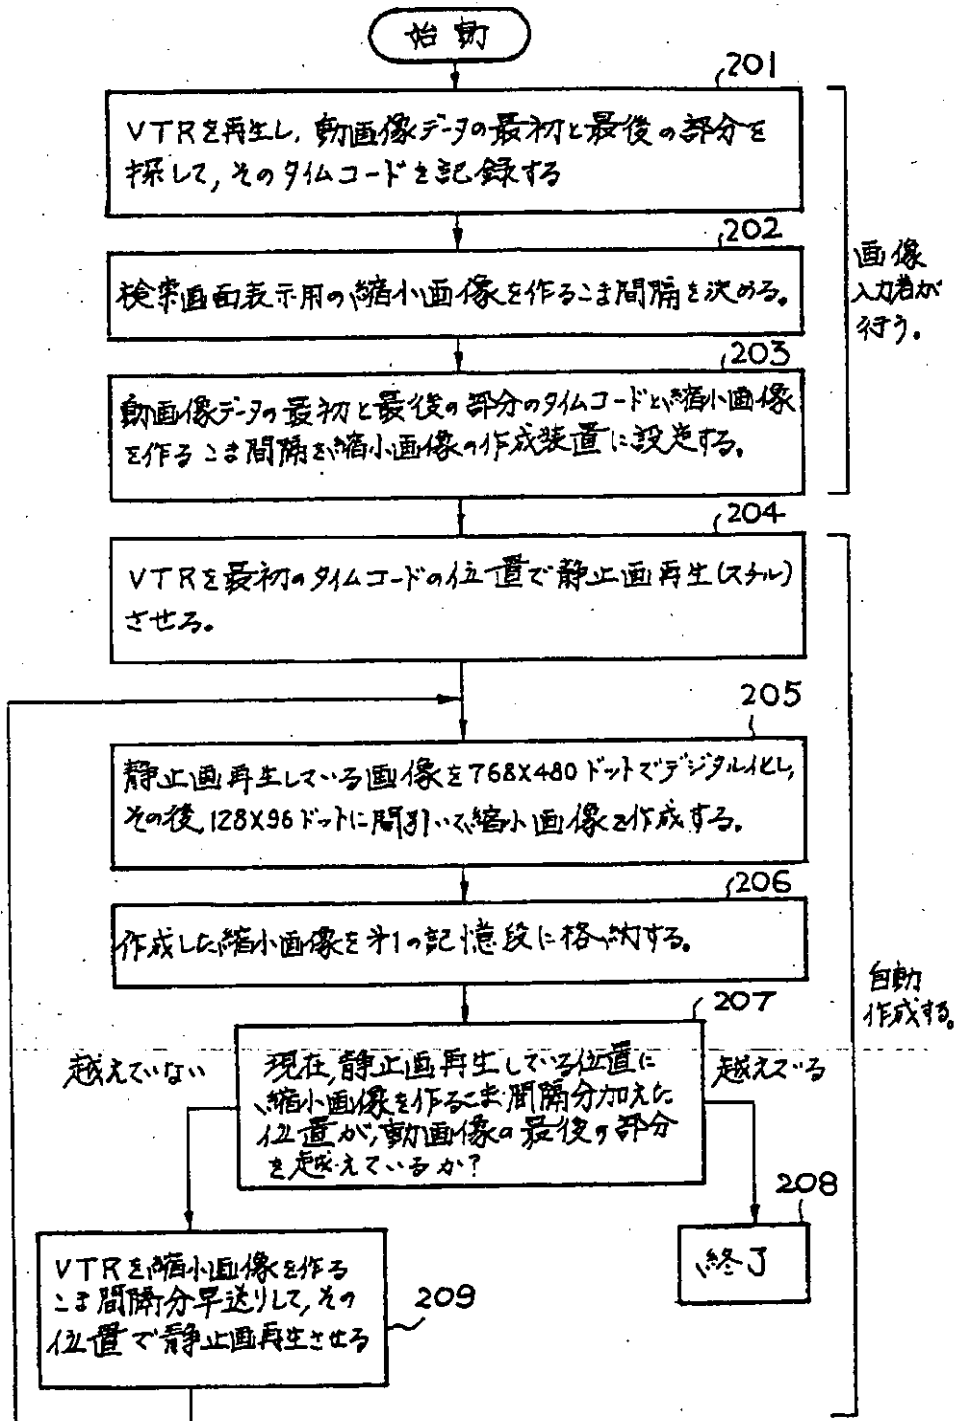 始動
201
VTRを再生し、動画像データの最初と最後の部分を
探して,そのタイムコードを記録する
202
検索画面表示用の縮小画像を作るこま間隔を決める。
画像
入力者が
行う。
203
動画像データの最初と最後の部分のタイムコードと縮小画像
を作るこま間隔を縮小画像の作成装置に設定する。
204
VTRを最初のタイムコードの位置で静止画再生(スチル)
させる。
205
静止画再生している画像を768X480ドットでデジタル化し,
その後,128X96ドットに間引いて縮小画像を作成する。
206
作成した縮小画像を才1の記憶段に格納する。
自動
作成する。
207
越えていない
現在,静止画再生している位置に
縮小画像を作るこま間隔分加えた
位置が,動画像の最後の部分
を越えているか?
越えている
208
終了
VTRを縮小画像を作る
こま間隔分早送りして,その
位置で静止画再生させる
209